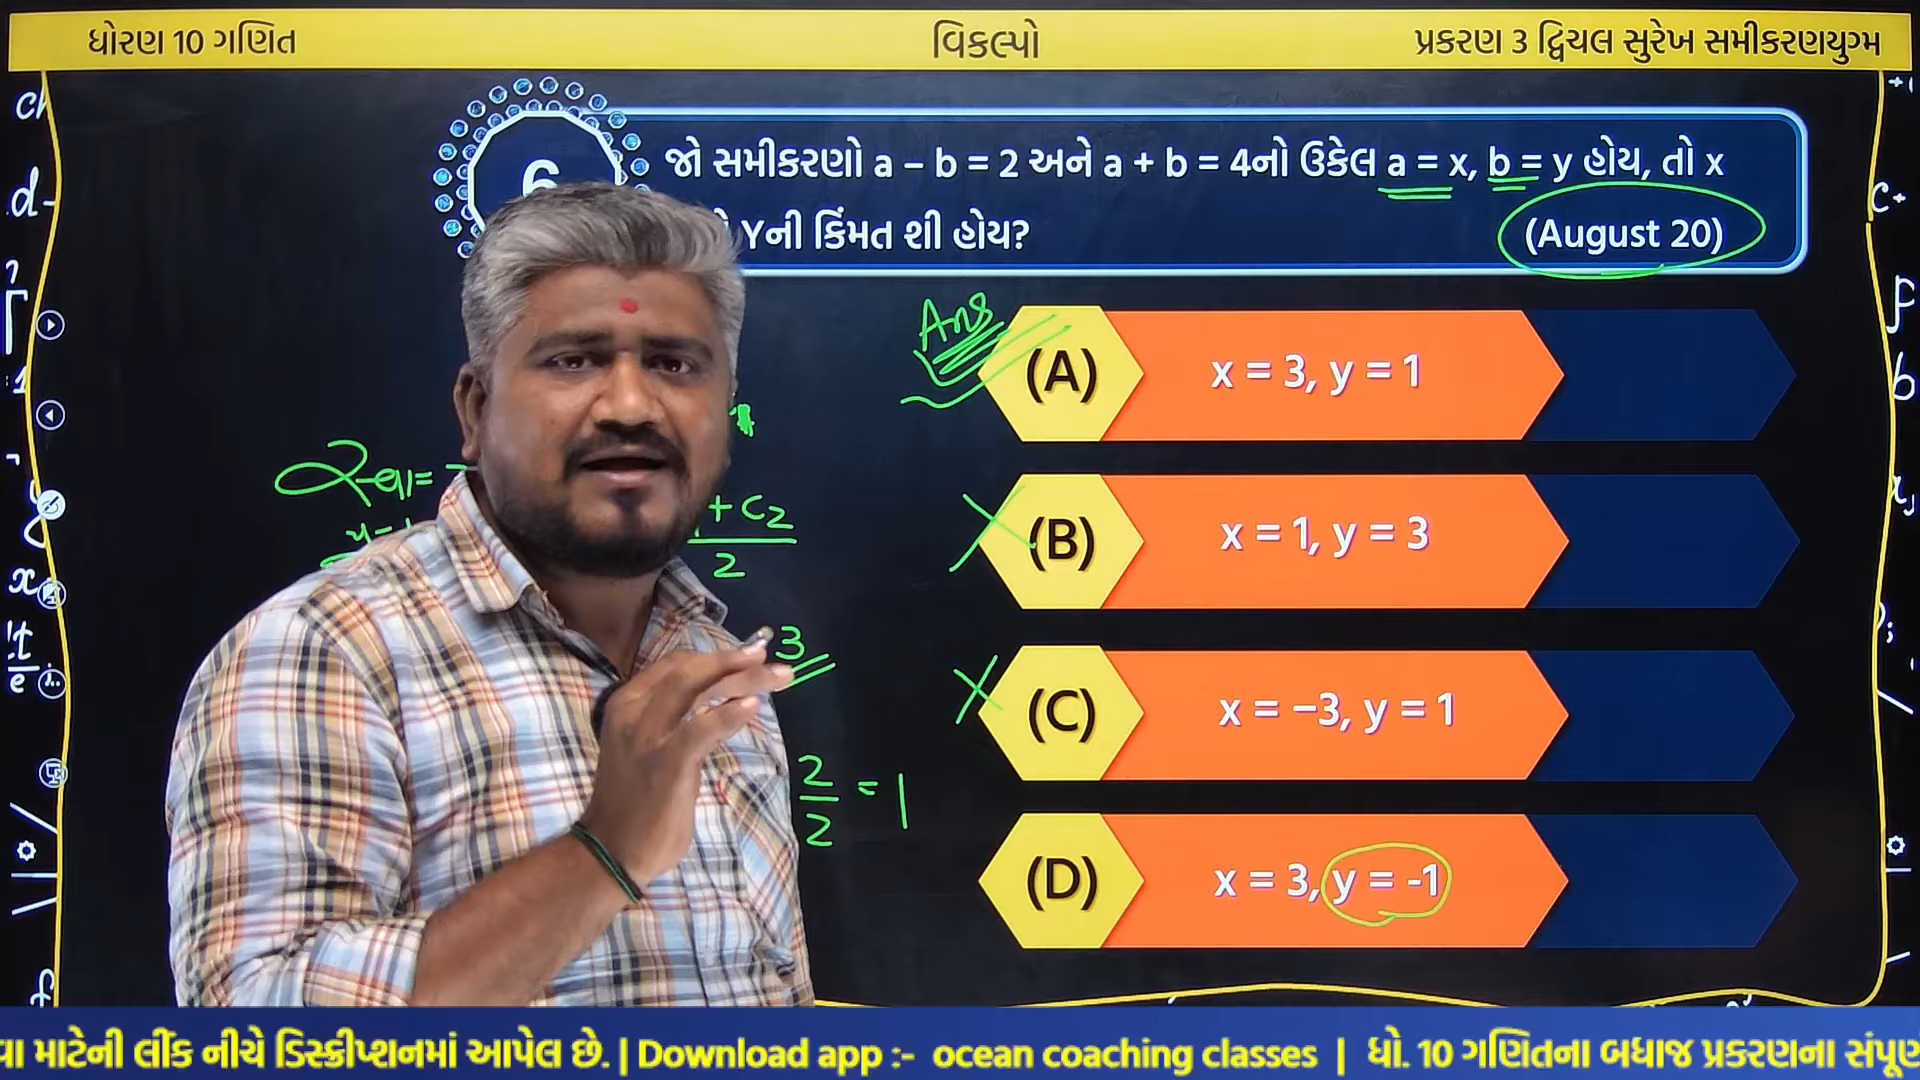 ધોરણ 10 ગણિત
વિકલ્પો
પ્રકરણ 3 દ્વિચલ સુરેખ સમીકરણયુગ્મ
જો સમીકરણો a – b = 2 અને a + b = 4નો ઉકેલ a = x, b = y હોય, તો x
Yની કિંમત શી હોય?
(August 20)
Ans
(A) x = 3, y = 1
(B) x = 1, y = 3
(C) x = –3, y = 1
(D) x = 3, y = -1
+ C2
2
3
2/2 = 1
માટેની લીંક નીચે ડિસ્ક્રીપ્શનમાં આપેલ છે. | Download app :- ocean coaching classes | ધો. 10 ગણિતના બધાજ પ્રકરણના